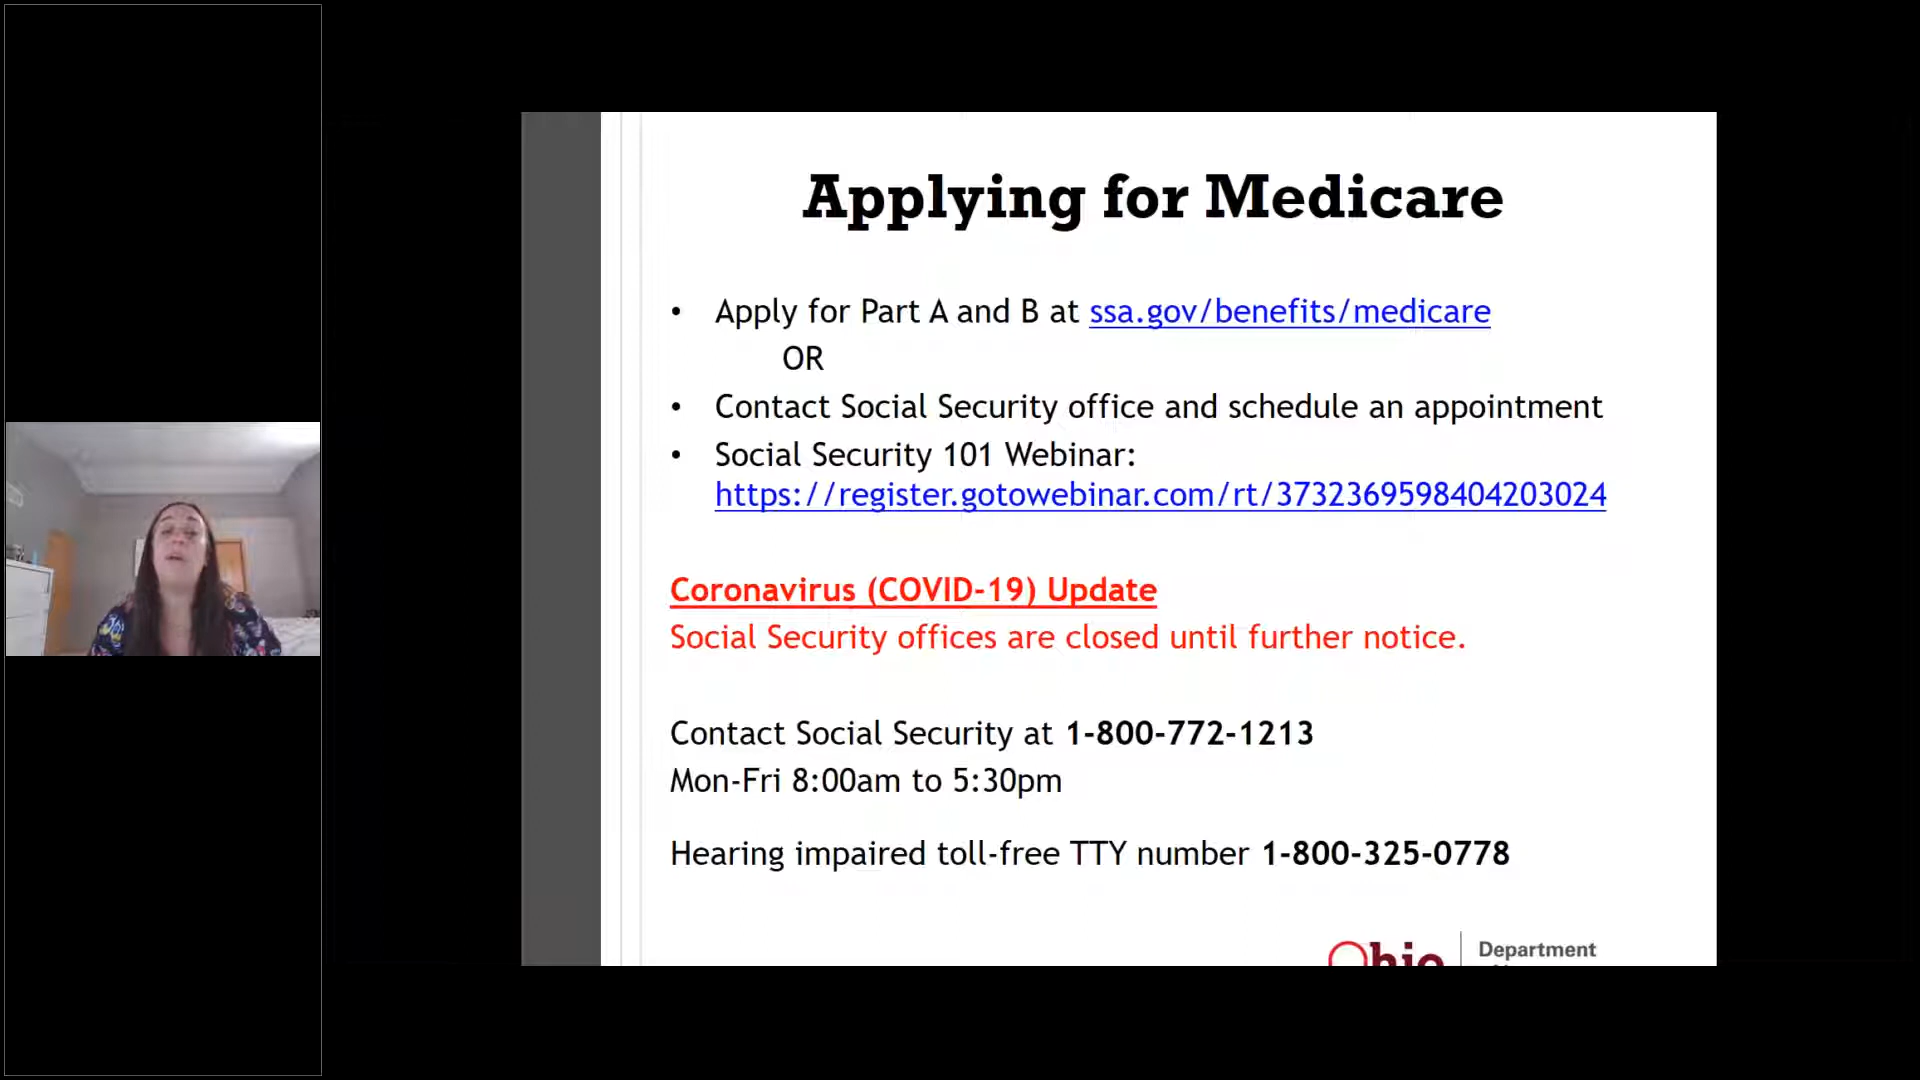 Applying for Medicare
• Apply for Part A and B at ssa.gov/benefits/medicare
OR
• Contact Social Security office and schedule an appointment
• Social Security 101 Webinar:
https://register.gotowebinar.com/rt/3732369598404203024
Coronavirus (COVID-19) Update
Social Security offices are closed until further notice.
Contact Social Security at 1-800-772-1213
Mon-Fri 8:00am to 5:30pm
Hearing impaired toll-free TTY number 1-800-325-0778
Ohio Department